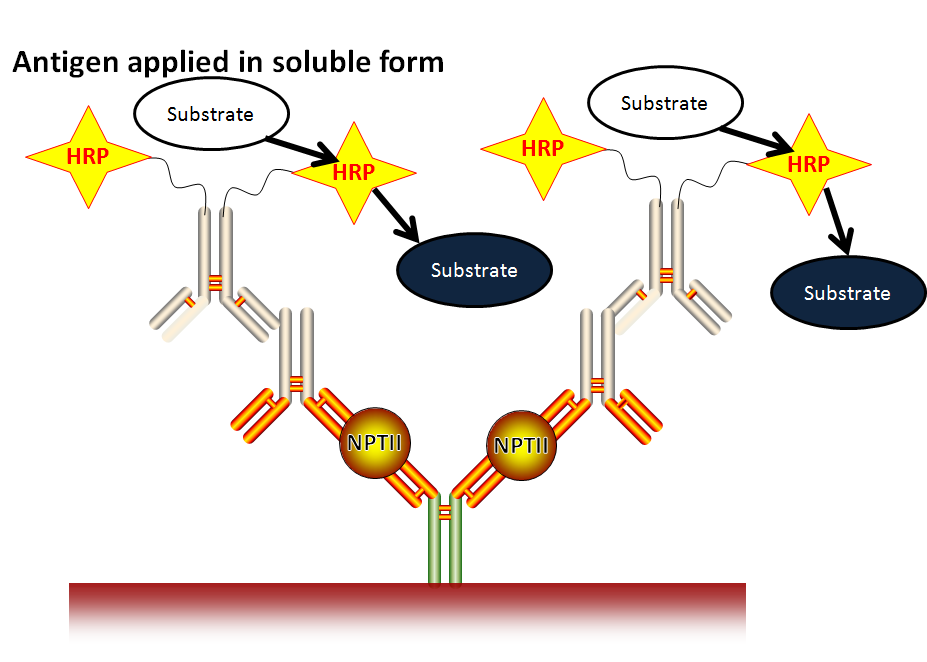 Antigen applied in soluble form
Substrate
Substrate
HRP
HRP
HRP
HRP
Substrate
Substrate
NPTII
NPTII